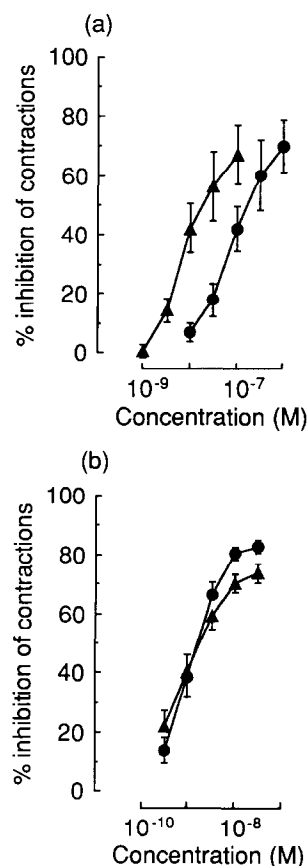 (a)
% inhibition of contractions
100
80
60
40
20
0
10⁻⁹ 10⁻⁷
Concentration (M)
(b)
% inhibition of contractions
100
80
60
40
20
0
10⁻¹⁰ 10⁻⁸
Concentration (M)